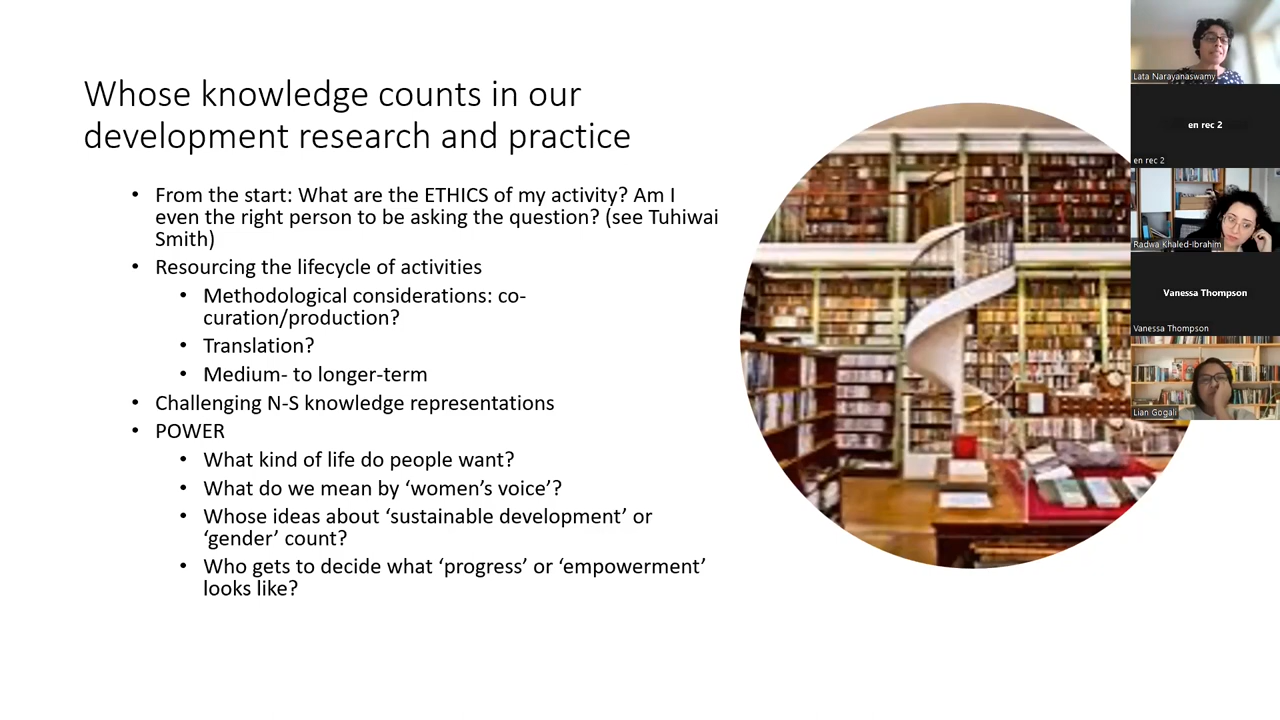 Whose knowledge counts in our
development research and practice
• From the start: What are the ETHICS of my activity? Am I
even the right person to be asking the question? (see Tuhiwai
Smith)
• Resourcing the lifecycle of activities
• Methodological considerations: co-
curation/production?
• Translation?
• Medium- to longer-term
• Challenging N-S knowledge representations
• POWER
• What kind of life do people want?
• What do we mean by ‘women’s voice’?
• Whose ideas about ‘sustainable development’ or
‘gender’ count?
• Who gets to decide what ‘progress’ or ‘empowerment’
looks like?
Lata Narayanaswamy
en rec 2
en rec 2
Radwa Khaled-Ibrahim
Vanessa Thompson
Vanessa Thompson
Lian Gogali